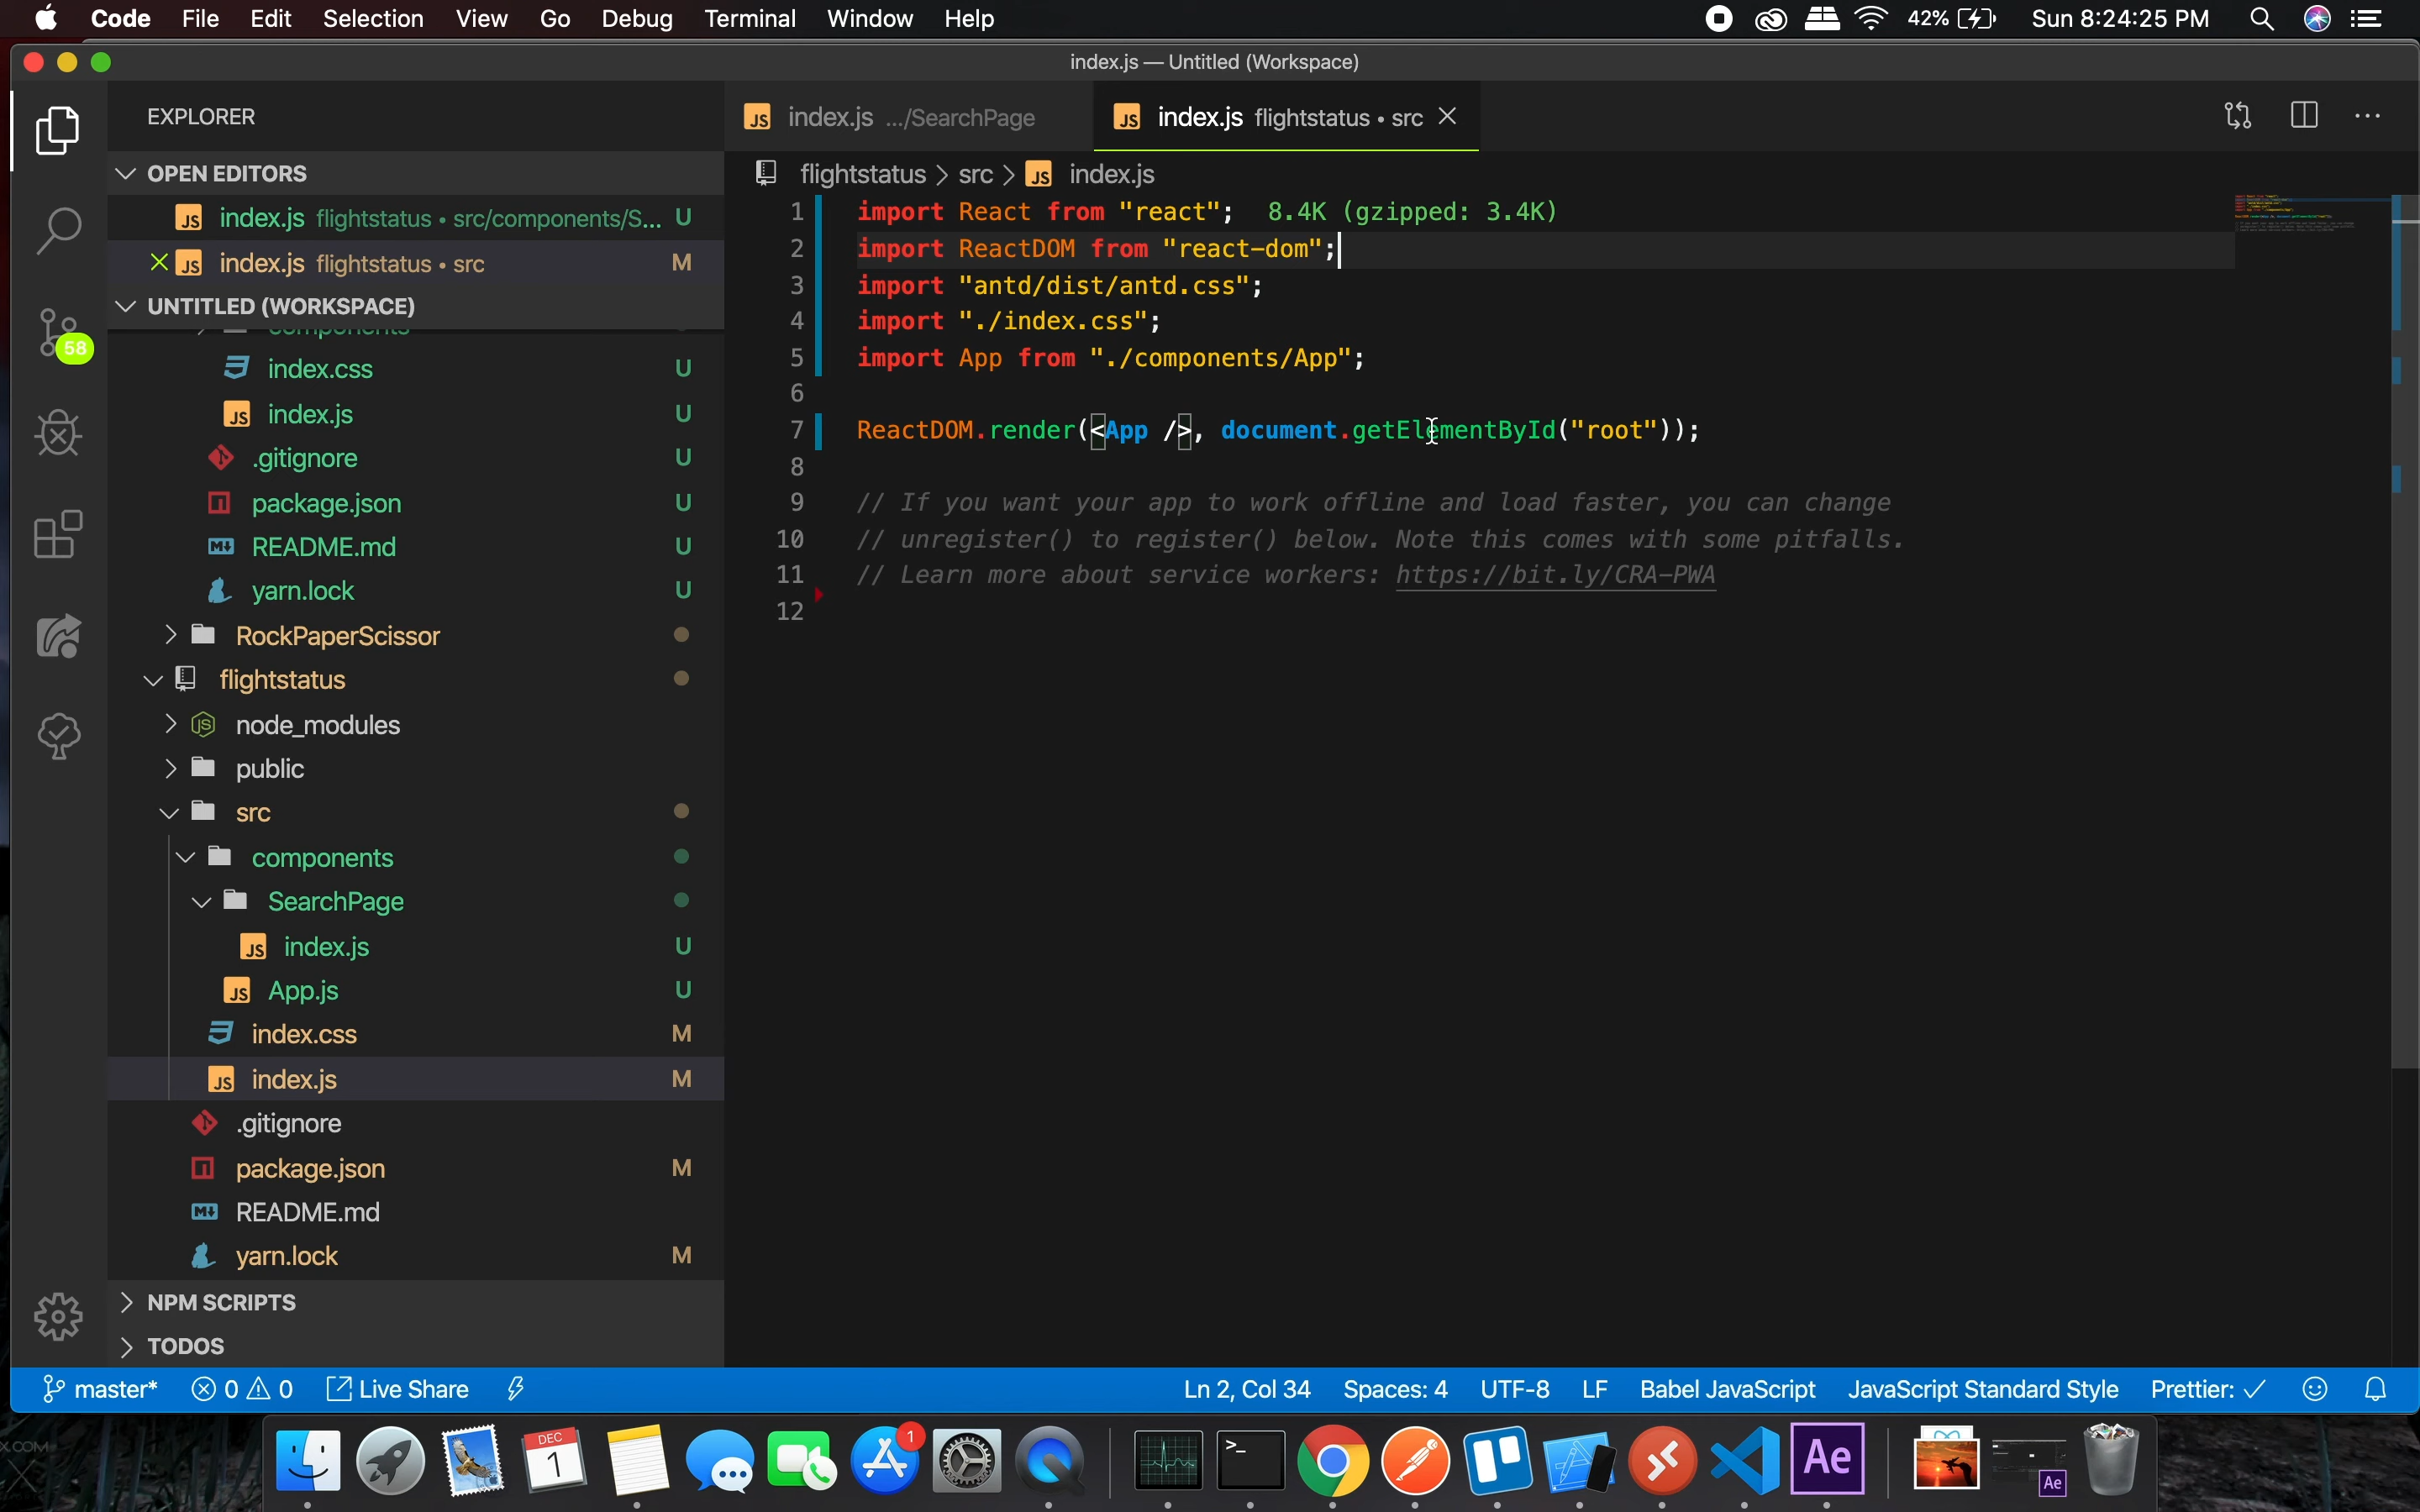 Code File Edit Selection View Go Debug Terminal Window Help 42% Sun 8:24:25 PM
index.js — Untitled (Workspace)
EXPLORER
index.js .../SearchPage
index.js flightstatus • src
OPEN EDITORS
index.js flightstatus • src/components/S... U
index.js flightstatus • src M
UNTITLED (WORKSPACE)
components
index.css U
index.js U
.gitignore U
package.json U
README.md U
yarn.lock U
RockPaperScissor
flightstatus
node_modules
public
src
components
SearchPage
index.js U
App.js U
index.css M
index.js M
.gitignore
package.json M
README.md
yarn.lock M
NPM SCRIPTS
TODOS
58
flightstatus > src > index.js
1 import React from "react"; 8.4K (gzipped: 3.4K)
2 import ReactDOM from "react-dom";
3 import "antd/dist/antd.css";
4 import "./index.css";
5 import App from "./components/App";
6
7 ReactDOM.render(<App />, document.getElementById("root"));
8
9 // If you want your app to work offline and load faster, you can change
10 // unregister() to register() below. Note this comes with some pitfalls.
11 // Learn more about service workers: https://bit.ly/CRA-PWA
12
master* 0 0 Live Share Ln 2, Col 34 Spaces: 4 UTF-8 LF Babel JavaScript JavaScript Standard Style Prettier: ✓
DEC
1
1
>_
Ae
Ae